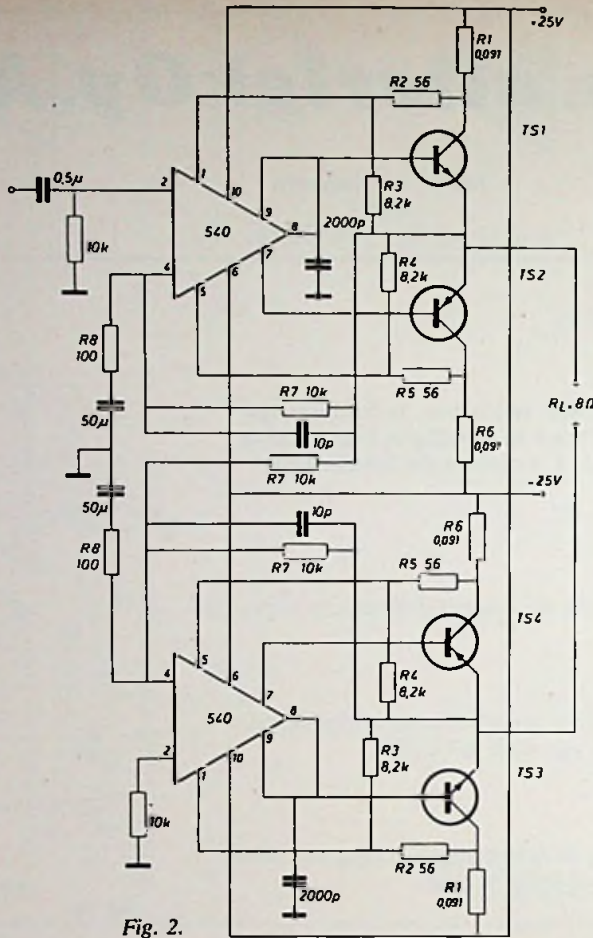 +25V
R1
0,091
R2 56
TS1
0,5µ
2
1
10
R3
8,2k
9
8
540
2000p
10k
4
6
7
5
R4
8,2k
TS2
R8
100
R7 10k
R5 56
50µ
10p
R6
0,091
RL=8Ω
R7 10k
-25V
50µ
10p
R6
0,091
R8
100
R7 10k
R5 56
TS4
5
6
4
7
R4
8,2k
540
8
9
2
10
R3
8,2k
1
TS3
10k
R2 56
R1
0,091
2000p
Fig. 2.